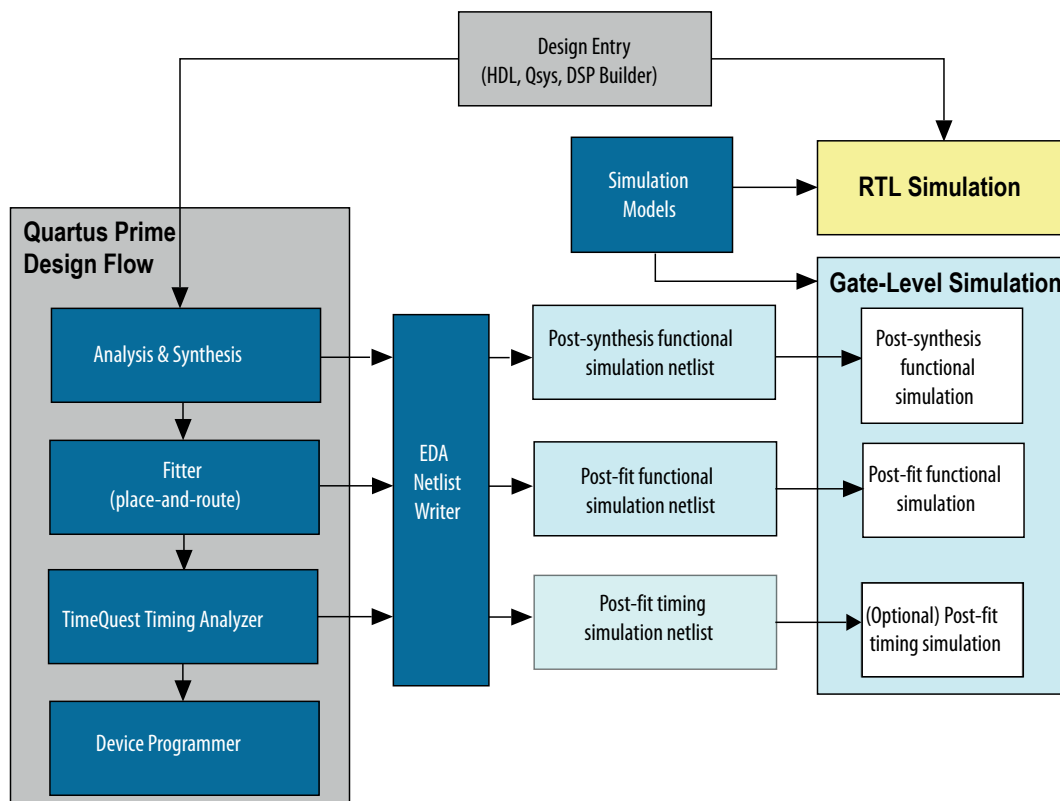 Design Entry
(HDL, Qsys, DSP Builder)
Simulation
Models
RTL Simulation
Quartus Prime
Design Flow
Gate-Level Simulation
Analysis & Synthesis
EDA
Netlist
Writer
Post-synthesis functional
simulation netlist
Post-synthesis
functional
simulation
Fitter
(place-and-route)
Post-fit functional
simulation netlist
Post-fit functional
simulation
TimeQuest Timing Analyzer
Post-fit timing
simulation netlist
(Optional) Post-fit
timing simulation
Device Programmer